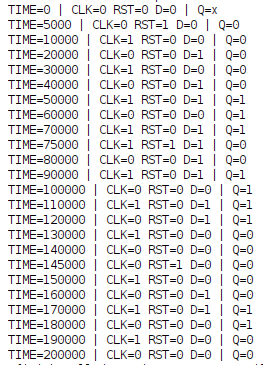 TIME=0 | CLK=0 RST=0 D=0 | Q=x
TIME=5000 | CLK=0 RST=1 D=0 | Q=0
TIME=10000 | CLK=1 RST=0 D=0 | Q=0
TIME=20000 | CLK=0 RST=0 D=1 | Q=0
TIME=30000 | CLK=1 RST=0 D=0 | Q=0
TIME=40000 | CLK=0 RST=0 D=1 | Q=0
TIME=50000 | CLK=1 RST=0 D=1 | Q=1
TIME=60000 | CLK=0 RST=0 D=0 | Q=1
TIME=70000 | CLK=1 RST=0 D=1 | Q=1
TIME=75000 | CLK=1 RST=1 D=1 | Q=0
TIME=80000 | CLK=0 RST=0 D=0 | Q=0
TIME=90000 | CLK=1 RST=0 D=1 | Q=1
TIME=100000 | CLK=0 RST=0 D=0 | Q=1
TIME=110000 | CLK=1 RST=0 D=1 | Q=1
TIME=120000 | CLK=0 RST=0 D=1 | Q=1
TIME=130000 | CLK=1 RST=0 D=0 | Q=0
TIME=140000 | CLK=0 RST=0 D=0 | Q=0
TIME=145000 | CLK=0 RST=1 D=0 | Q=0
TIME=150000 | CLK=1 RST=0 D=0 | Q=0
TIME=160000 | CLK=0 RST=0 D=1 | Q=0
TIME=170000 | CLK=1 RST=0 D=1 | Q=1
TIME=180000 | CLK=0 RST=0 D=0 | Q=1
TIME=190000 | CLK=1 RST=0 D=0 | Q=0
TIME=200000 | CLK=0 RST=0 D=0 | Q=0